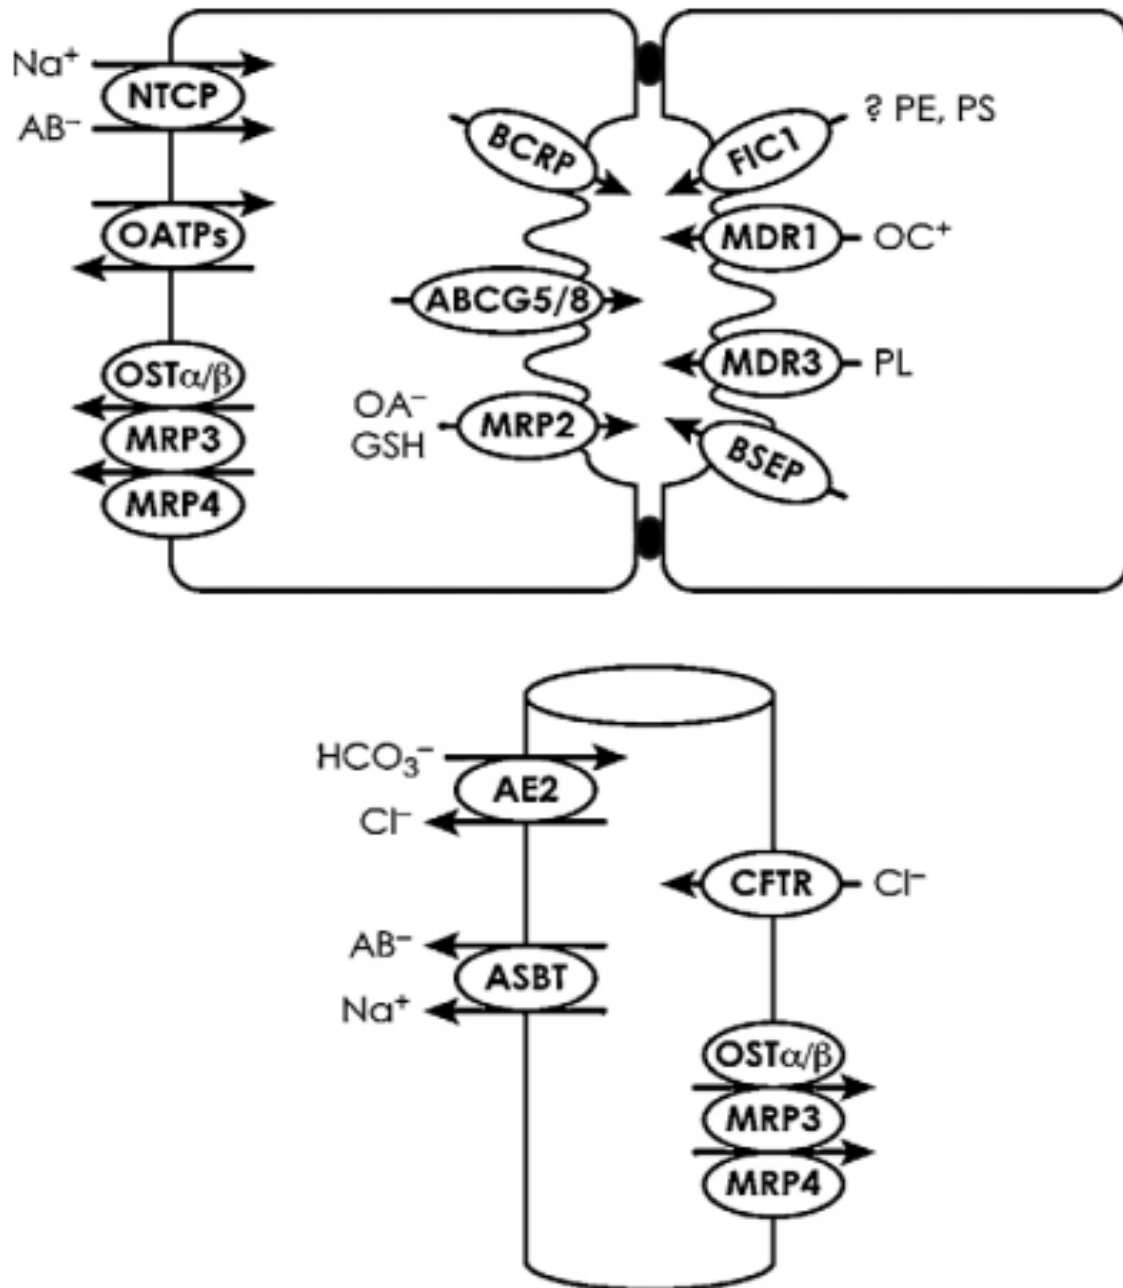 Na⁺
NTCP
AB⁻
OATPs
OSTα/β
MRP3
MRP4
BCRP
ABCG5/8
OA⁻
GSH
MRP2
FIC1
? PE, PS
MDR1
OC⁺
MDR3
PL
BSEP
HCO₃⁻
AE2
Cl⁻
AB⁻
ASBT
Na⁺
CFTR
Cl⁻
OSTα/β
MRP3
MRP4